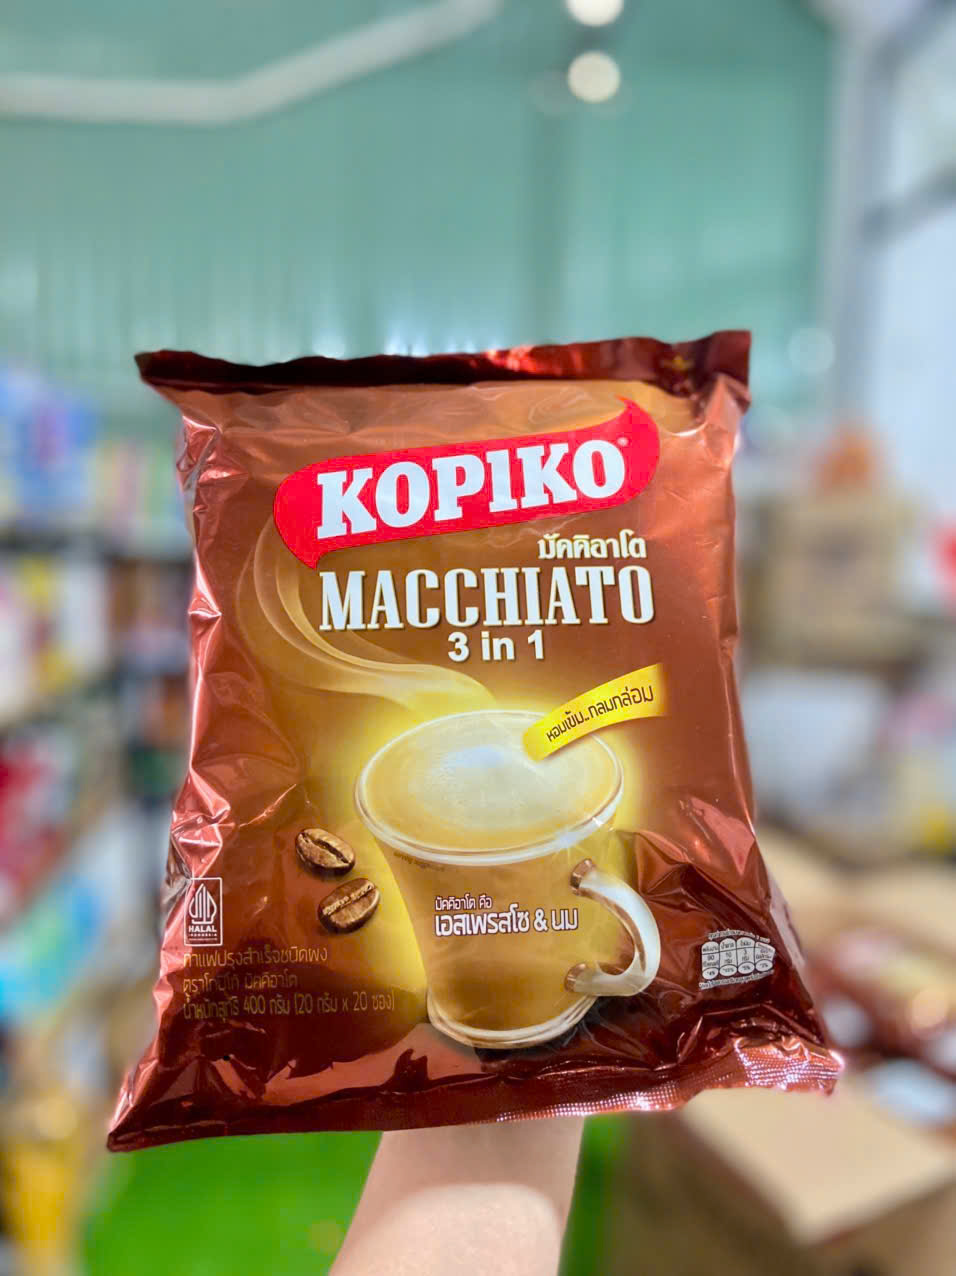 KOPIKO®
มัคคิอาโต
MACCHIATO
3 in 1
หอมเข้ม...กลมกล่อม
มัคคิอาโต คือ
เอสเพรสโซ & นม
HALAL
INDONESIA
กาแฟปรุงสำเร็จชนิดผง
ตราโกปิโก้ มัคคิอาโต
น้ำหนักสุทธิ 400 กรัม (20 กรัม x 20 ซอง)